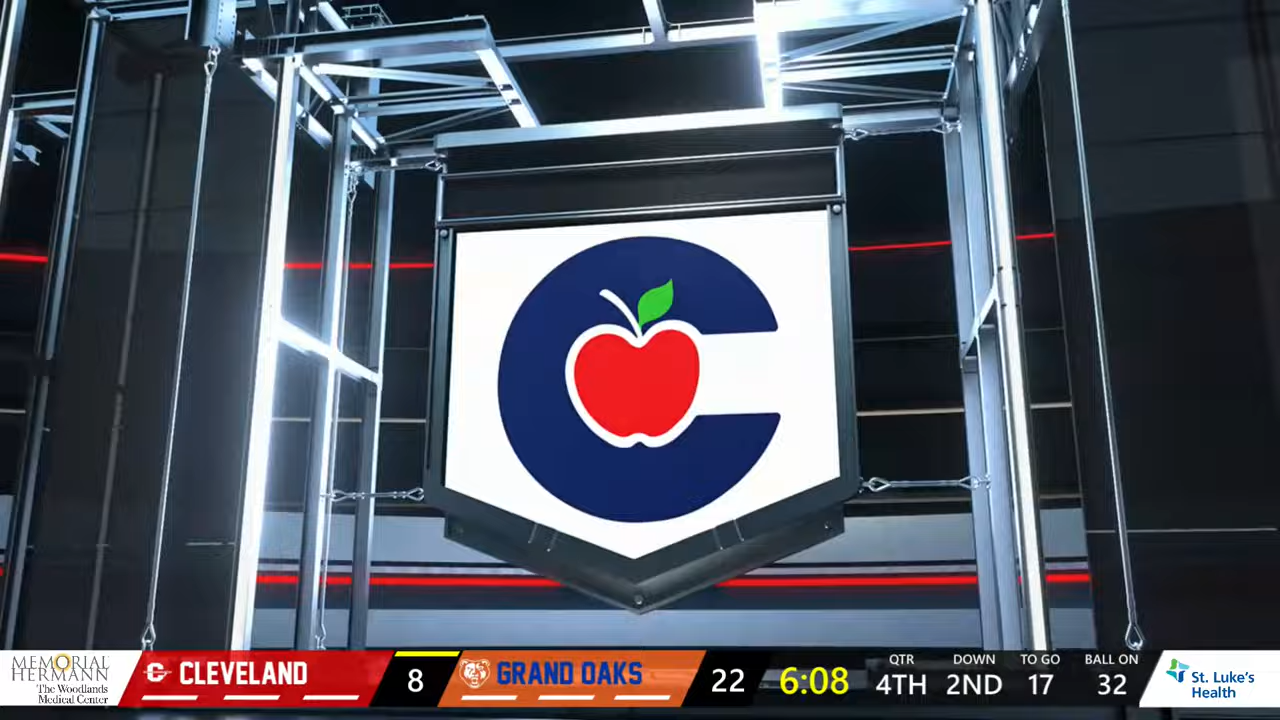 C
MEMORIAL
HERMANN
The Woodlands
Medical Center
C CLEVELAND 8
GRAND OAKS 22
6:08
QTR DOWN TO GO BALL ON
4TH 2ND 17 32
St. Luke's
Health